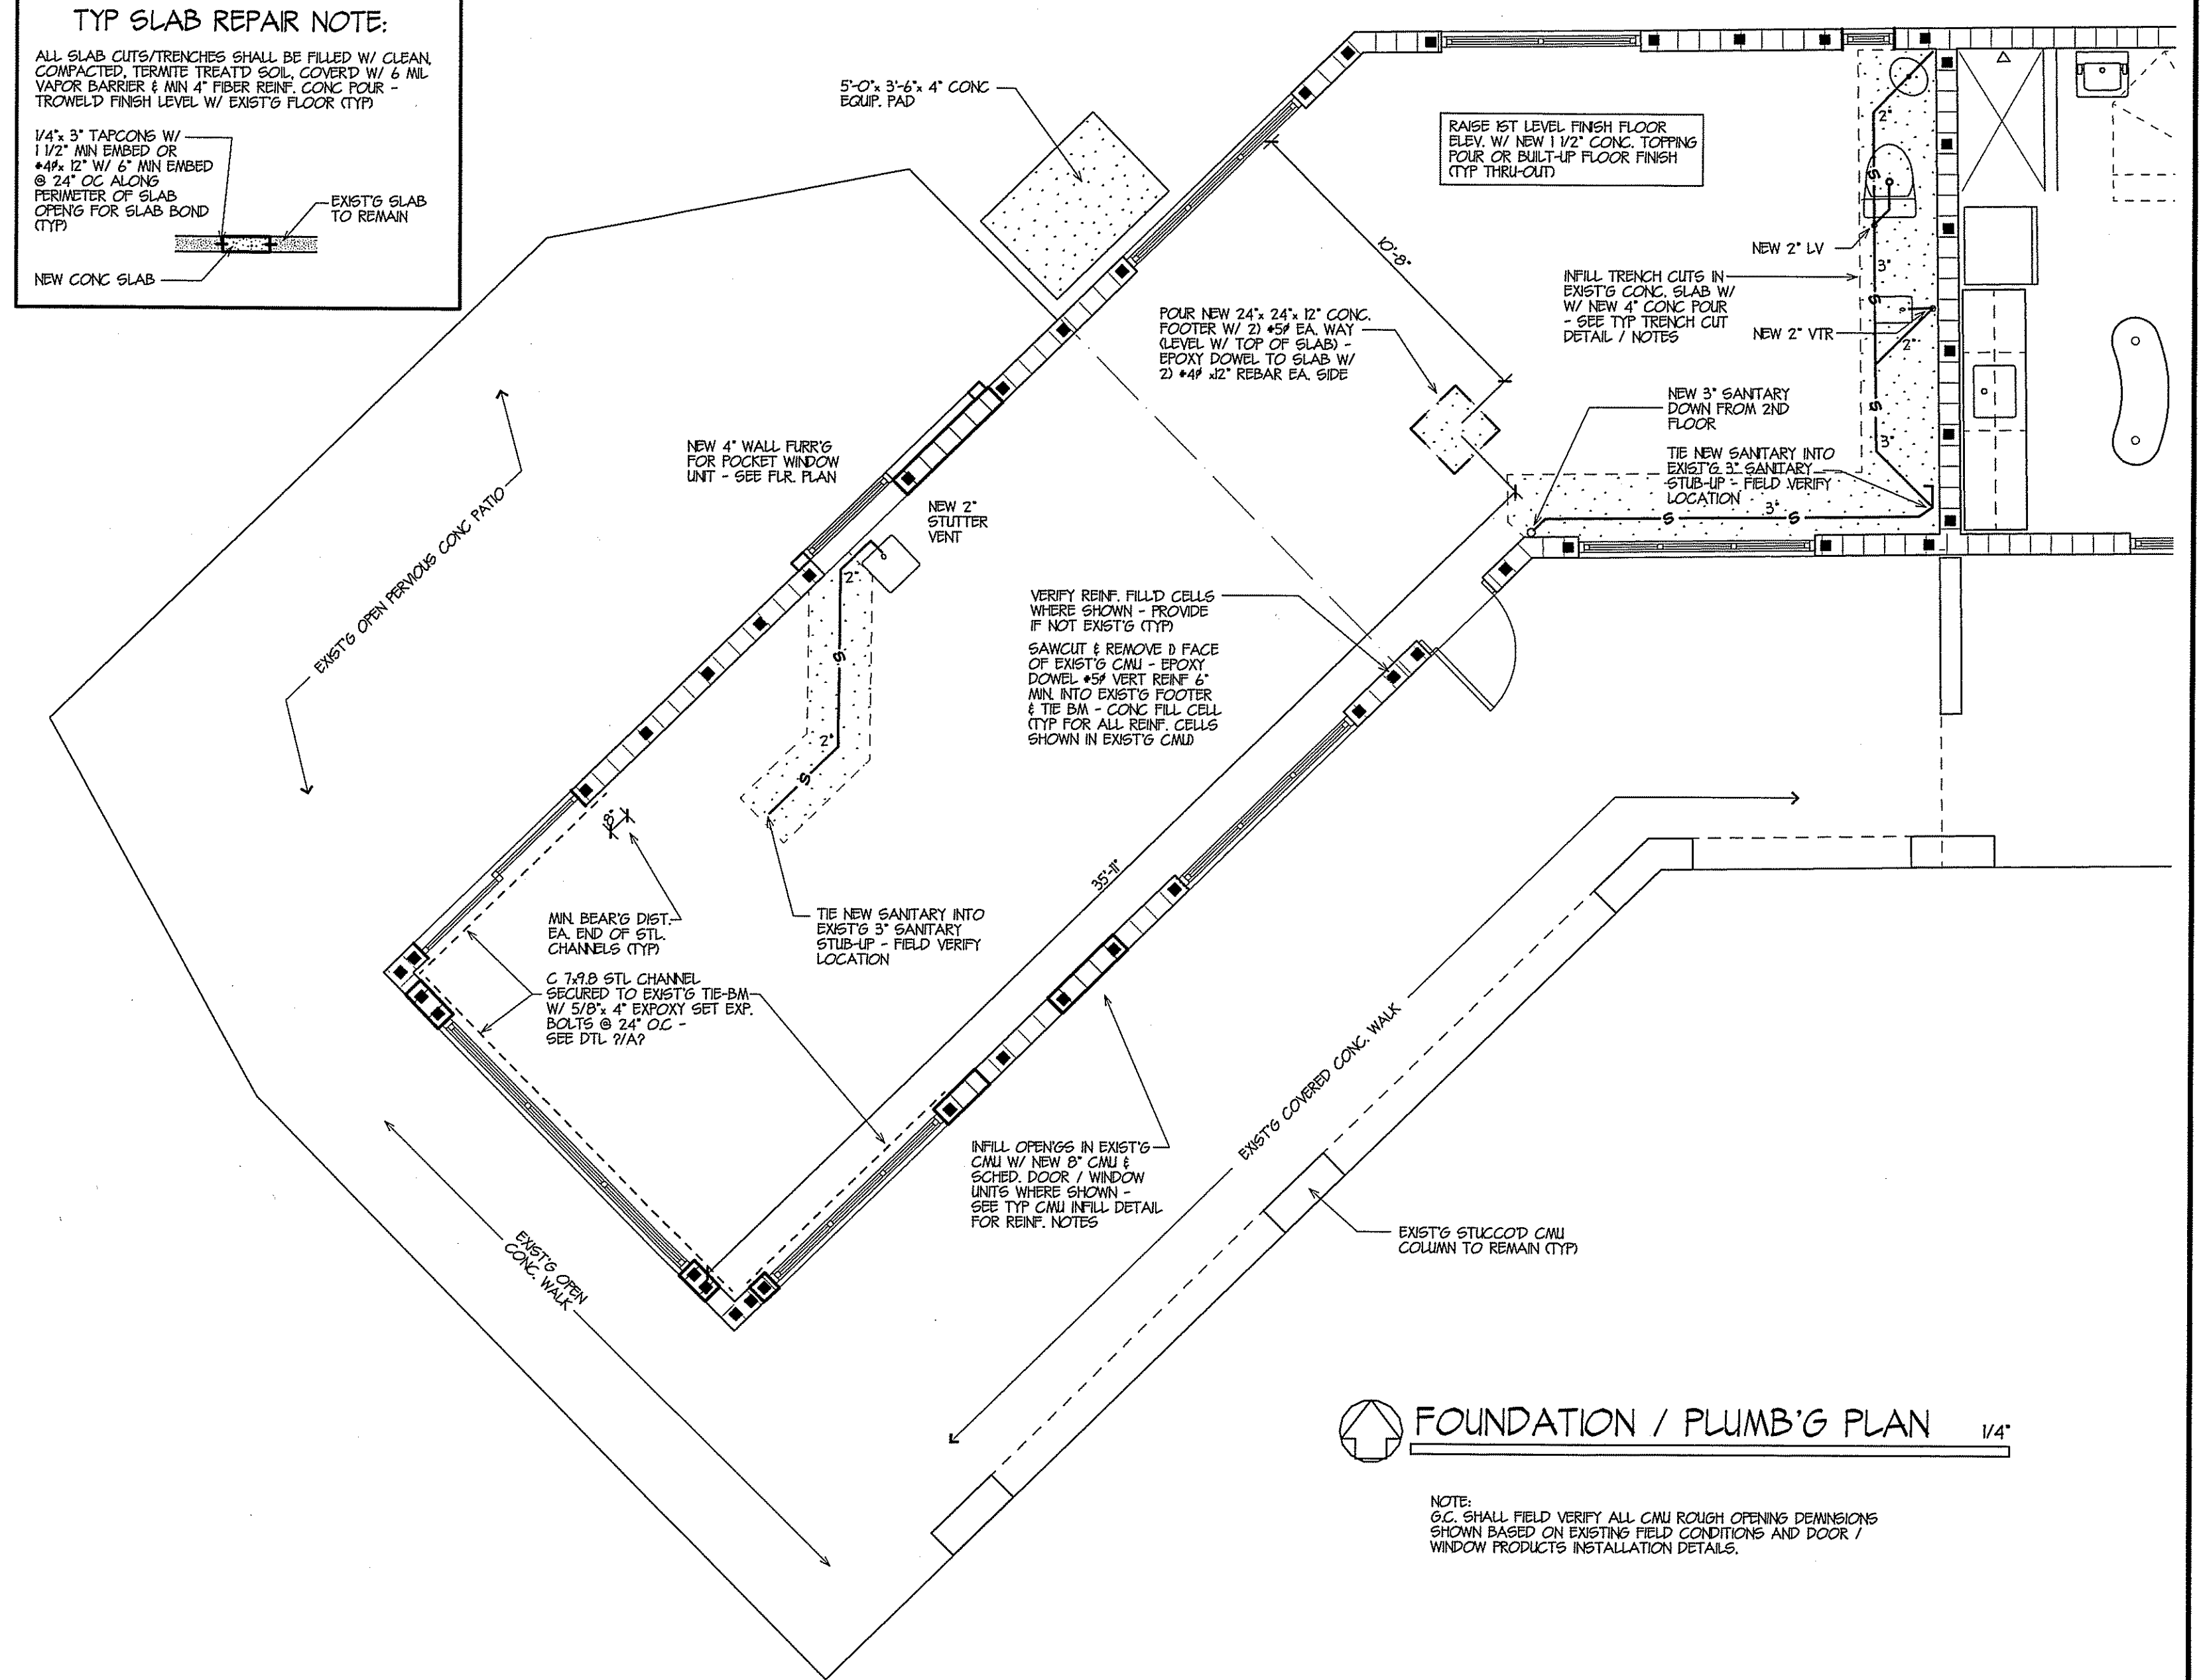 TYP SLAB REPAIR NOTE:
ALL SLAB CUTS/TRENCHES SHALL BE FILLED W/ CLEAN,
COMPACTED, TERMITE TREAT'D SOIL, COVER'D W/ 6 MIL
VAPOR BARRIER & MIN 4" FIBER REINF. CONC POUR -
TROWEL'D FINISH LEVEL W/ EXIST'G FLOOR (TYP)
1/4"x 3" TAPCONS W/
1 1/2" MIN EMBED OR
#4∅x 12" W/ 6" MIN EMBED
@ 24" OC ALONG
PERIMETER OF SLAB
OPEN'G FOR SLAB BOND
(TYP)
EXIST'G SLAB
TO REMAIN
NEW CONC SLAB
5'-0"x 3'-6"x 4" CONC
EQUIP. PAD
RAISE 1ST LEVEL FINISH FLOOR
ELEV. W/ NEW 1 1/2" CONC. TOPPING
POUR OR BUILT-UP FLOOR FINISH
(TYP THRU-OUT)
2"
S
10'-8"
NEW 2" LV
3"
INFILL TRENCH CUTS IN
EXIST'G CONC. SLAB W/
W/ NEW 4" CONC POUR
- SEE TYP TRENCH CUT
DETAIL / NOTES
S
NEW 2" VTR
2"
POUR NEW 24"x 24"x 12" CONC.
FOOTER W/ 2) #5∅ EA. WAY
(LEVEL W/ TOP OF SLAB) -
EPOXY DOWEL TO SLAB W/
2) #4∅ x12" REBAR EA. SIDE
NEW 3" SANITARY
DOWN FROM 2ND
FLOOR
S
3"
TIE NEW SANITARY INTO
EXIST'G 3" SANITARY
STUB-UP - FIELD VERIFY
LOCATION
3"
S
S
NEW 4" WALL FURR'G
FOR POCKET WINDOW
UNIT - SEE FLR. PLAN
NEW 2"
STUTTER
VENT
EXIST'G OPEN PERVIOUS CONC PATIO
2"
S
2"
S
VERIFY REINF. FILL'D CELLS
WHERE SHOWN - PROVIDE
IF NOT EXIST'G (TYP)
SAWCUT & REMOVE 1) FACE
OF EXIST'G CMU - EPOXY
DOWEL #5∅ VERT REINF 6"
MIN. INTO EXIST'G FOOTER
& TIE BM - CONC FILL CELL
(TYP FOR ALL REINF. CELLS
SHOWN IN EXIST'G CMU)
8"
35'-11"
MIN. BEAR'G DIST.
EA. END OF STL.
CHANNELS (TYP)
TIE NEW SANITARY INTO
EXIST'G 3" SANITARY
STUB-UP - FIELD VERIFY
LOCATION
C 7x9.8 STL CHANNEL
SECURED TO EXIST'G TIE-BM
W/ 5/8"x 4" EXPOXY SET EXP.
BOLTS @ 24" O.C -
SEE DTL ?/A?
EXIST'G COVERED CONC. WALK
INFILL OPEN'GS IN EXIST'G
CMU W/ NEW 8" CMU &
SCHED. DOOR / WINDOW
UNITS WHERE SHOWN -
SEE TYP CMU INFILL DETAIL
FOR REINF. NOTES
EXIST'G OPEN
CONC. WALK
EXIST'G STUCCO'D CMU
COLUMN TO REMAIN (TYP)
FOUNDATION / PLUMB'G PLAN 1/4"
NOTE:
G.C. SHALL FIELD VERIFY ALL CMU ROUGH OPENING DEMINSIONS
SHOWN BASED ON EXISTING FIELD CONDITIONS AND DOOR /
WINDOW PRODUCTS INSTALLATION DETAILS.